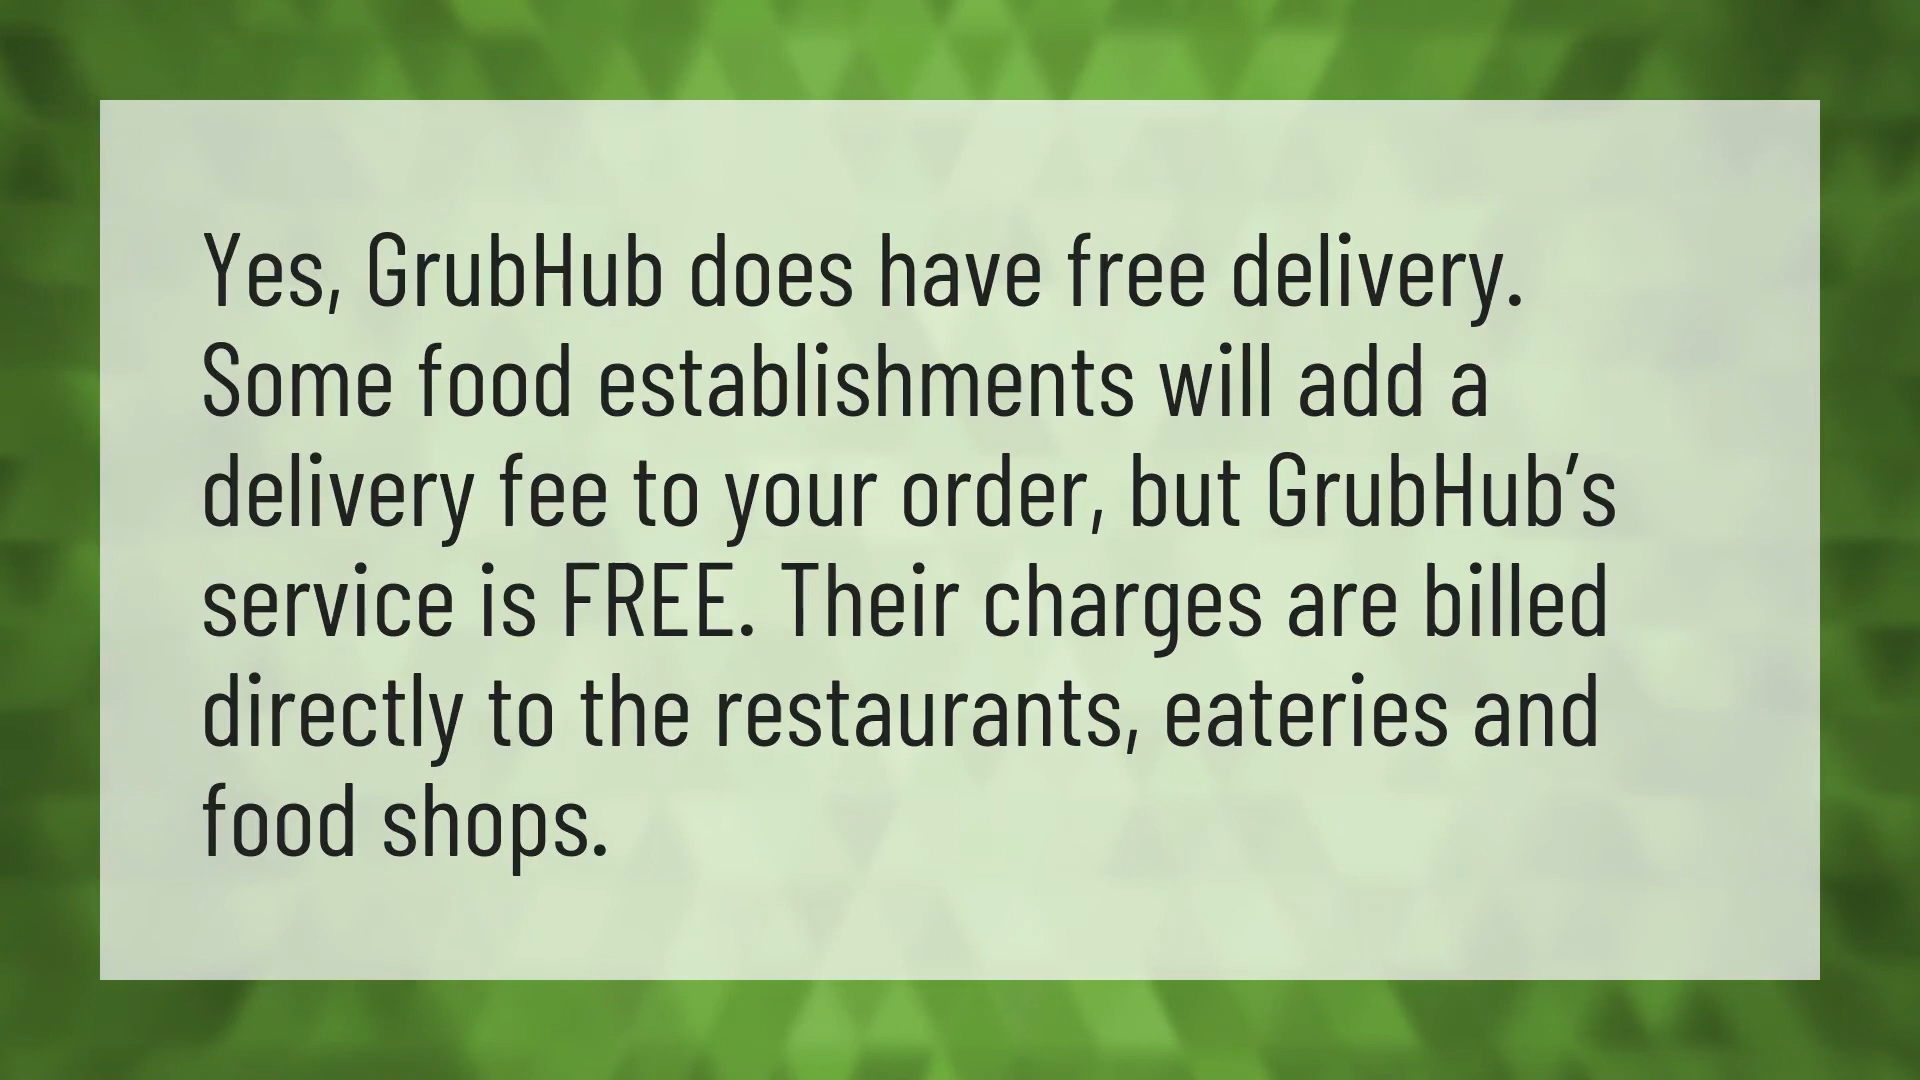 Yes, GrubHub does have free delivery.
Some food establishments will add a
delivery fee to your order, but GrubHub’s
service is FREE. Their charges are billed
directly to the restaurants, eateries and
food shops.